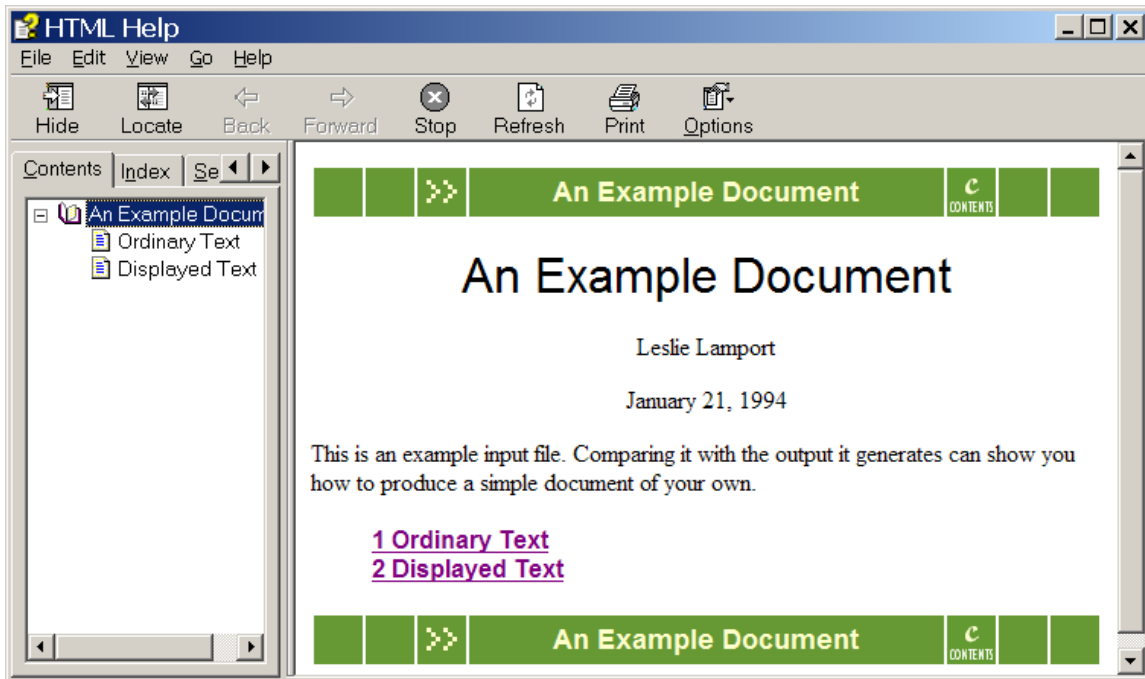 HTML Help
File Edit View Go Help
Hide Locate Back Forward Stop Refresh Print Options
Contents Index Se
An Example Docum
Ordinary Text
Displayed Text
>> An Example Document C CONTENTS
An Example Document
Leslie Lamport
January 21, 1994
This is an example input file. Comparing it with the output it generates can show you
how to produce a simple document of your own.
1 Ordinary Text
2 Displayed Text
>> An Example Document C CONTENTS